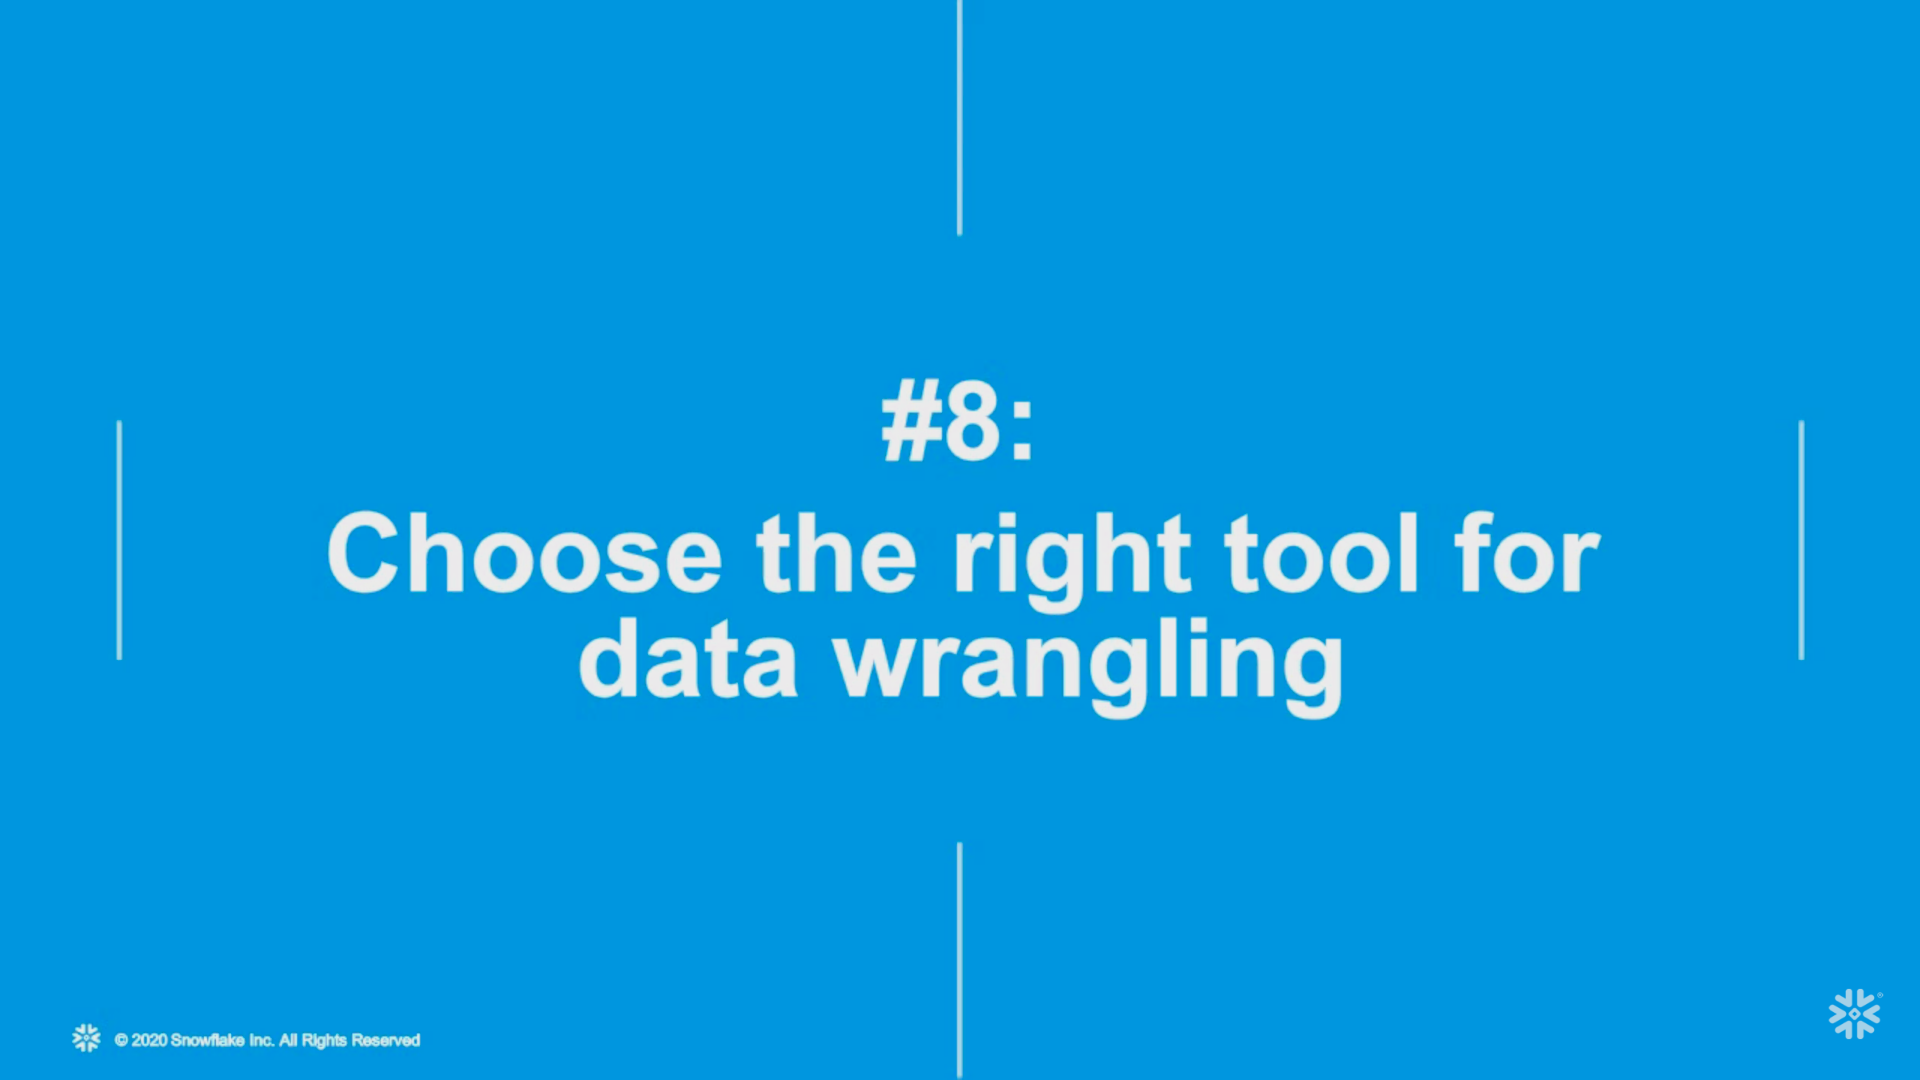 #8:
Choose the right tool for
data wrangling
© 2020 Snowflake Inc. All Rights Reserved